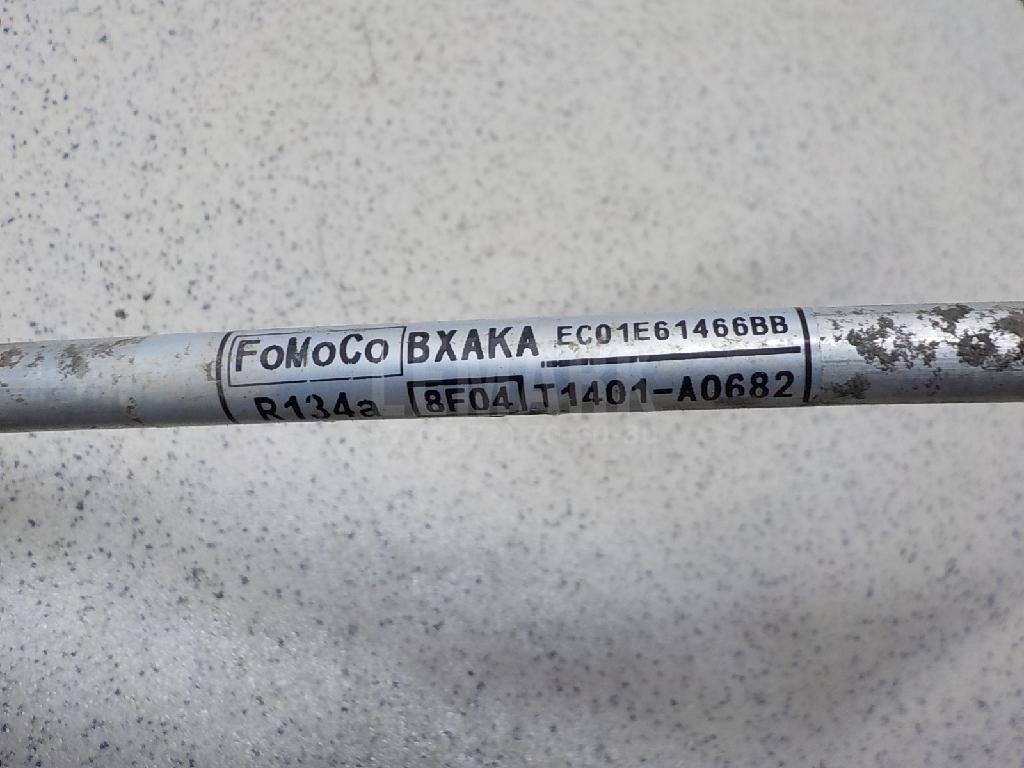 FoMoCo BXAKA EC01E61466BB
R134a 8F04 T1401-A0682